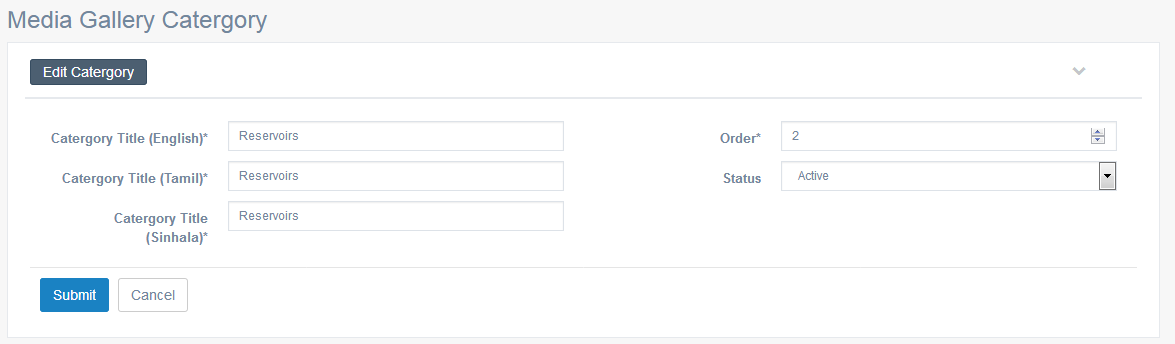 Media Gallery Catergory
Edit Catergory
Catergory Title (English)*
Reservoirs
Order*
2
Catergory Title (Tamil)*
Reservoirs
Status
Active
Catergory Title
(Sinhala)*
Reservoirs
Submit
Cancel